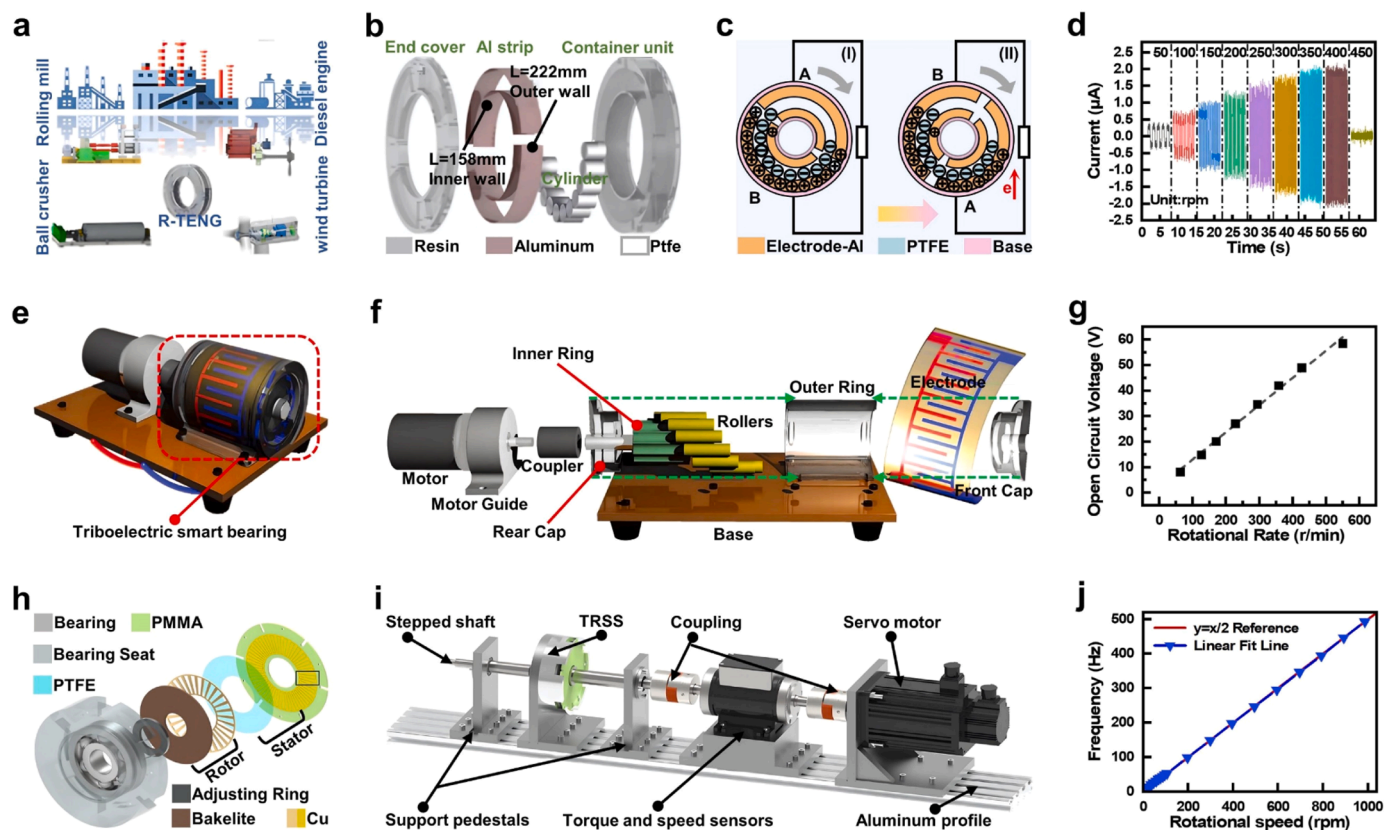 a
Rolling mill
Diesel engine
Ball crusher
wind turbine
R-TENG
b
End cover
Al strip
Container unit
L=222mm
Outer wall
L=158mm
Inner wall
Cylinder
Resin
Aluminum
Ptfe
c
(I)
(II)
A
B
B
A
e
Electrode-Al
PTFE
Base
d
50 100 150 200 250 300 350 400 450
2.5
2.0
1.5
1.0
0.5
0.0
-0.5
-1.0
-1.5
-2.0
-2.5
Current (μA)
Unit:rpm
0 5 10 15 20 25 30 35 40 45 50 55 60
Time (s)
e
Triboelectric smart bearing
f
Inner Ring
Outer Ring
Electrode
Rollers
Motor
Coupler
Motor Guide
Rear Cap
Front Cap
Base
g
60
50
40
30
20
10
0
Open Circuit Voltage (V)
0 100 200 300 400 500 600
Rotational Rate (r/min)
h
Bearing
PMMA
Bearing Seat
PTFE
Rotor
Stator
Adjusting Ring
Bakelite
Cu
i
Stepped shaft
TRSS
Coupling
Servo motor
Support pedestals
Torque and speed sensors
Aluminum profile
j
500
400
300
200
100
0
Frequency (Hz)
y=x/2 Reference
Linear Fit Line
0 200 400 600 800 1000
Rotational speed (rpm)